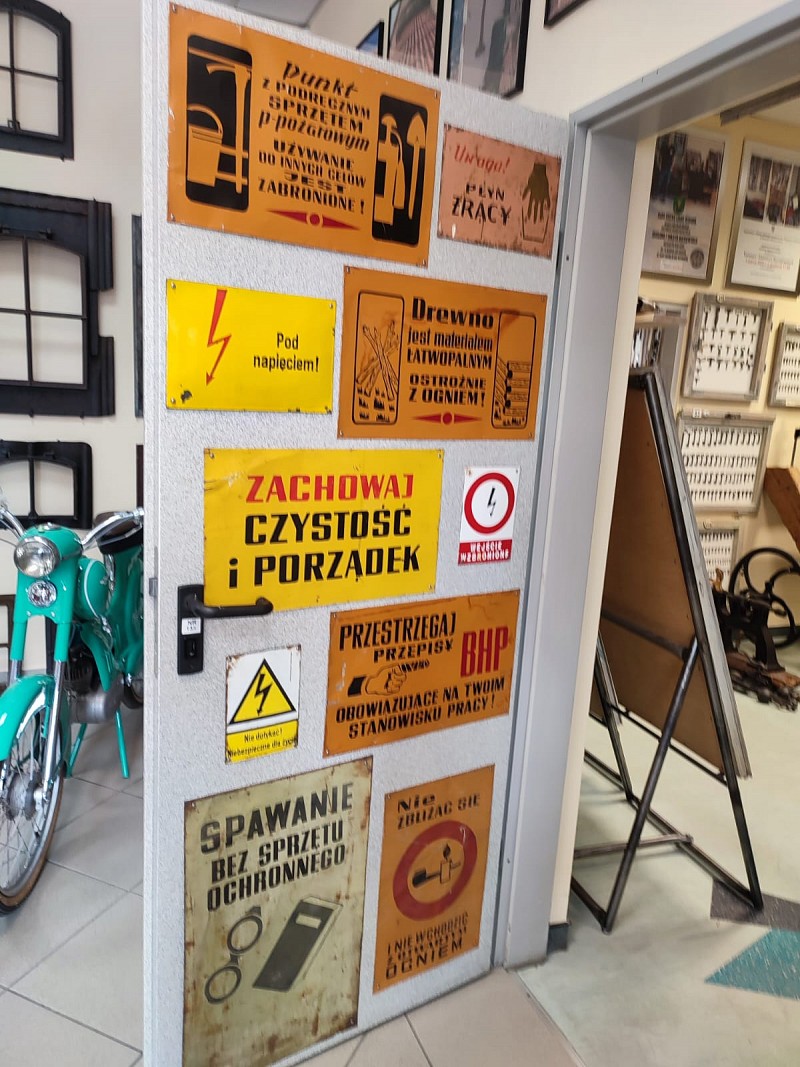 Punkt
Z PODRĘCZNYM
SPRZĘTEM
p-pożarowym
UŻYWANIE
DO INNYCH CELÓW
JEST
ZABRONIONE!
Uwaga!
PŁYN
ŻRĄCY
Pod
napięciem!
Drewno
jest materiałem
ŁATWOPALNYM
OSTROŻNIE
Z OGNIEM!
ZACHOWAJ
CZYSTOŚĆ
i PORZĄDEK
WEJŚCIE
WZBRONIONE
PRZESTRZEGAJ
PRZEPISY
BHP
OBOWIĄZUJĄCE NA TWOIM
STANOWISKU PRACY!
Nie dotykać!
Niebezpieczne dla życia
SPAWANIE
BEZ SPRZĘTU
OCHRONNEGO
Nie
ZBLIŻAĆ SIĘ
I NIE WCHODZIĆ
Z OTWARTYM
OGNIEM